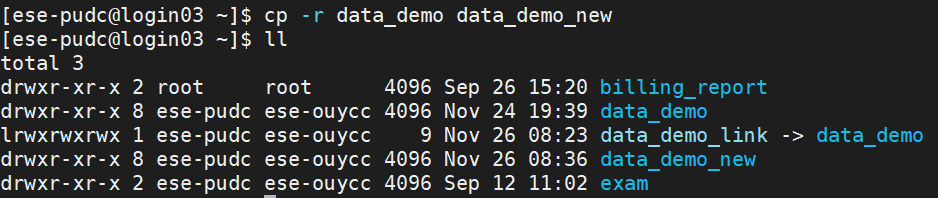 [ese-pudc@login03 ~]$ cp -r data_demo data_demo_new
[ese-pudc@login03 ~]$ ll
total 3
drwxr-xr-x 2 root     root     4096 Sep 26 15:20 billing_report
drwxr-xr-x 8 ese-pudc ese-ouycc 4096 Nov 24 19:39 data_demo
lrwxrwxrwx 1 ese-pudc ese-ouycc    9 Nov 26 08:23 data_demo_link -> data_demo
drwxr-xr-x 8 ese-pudc ese-ouycc 4096 Nov 26 08:36 data_demo_new
drwxr-xr-x 2 ese-pudc ese-ouycc 4096 Sep 12 11:02 exam